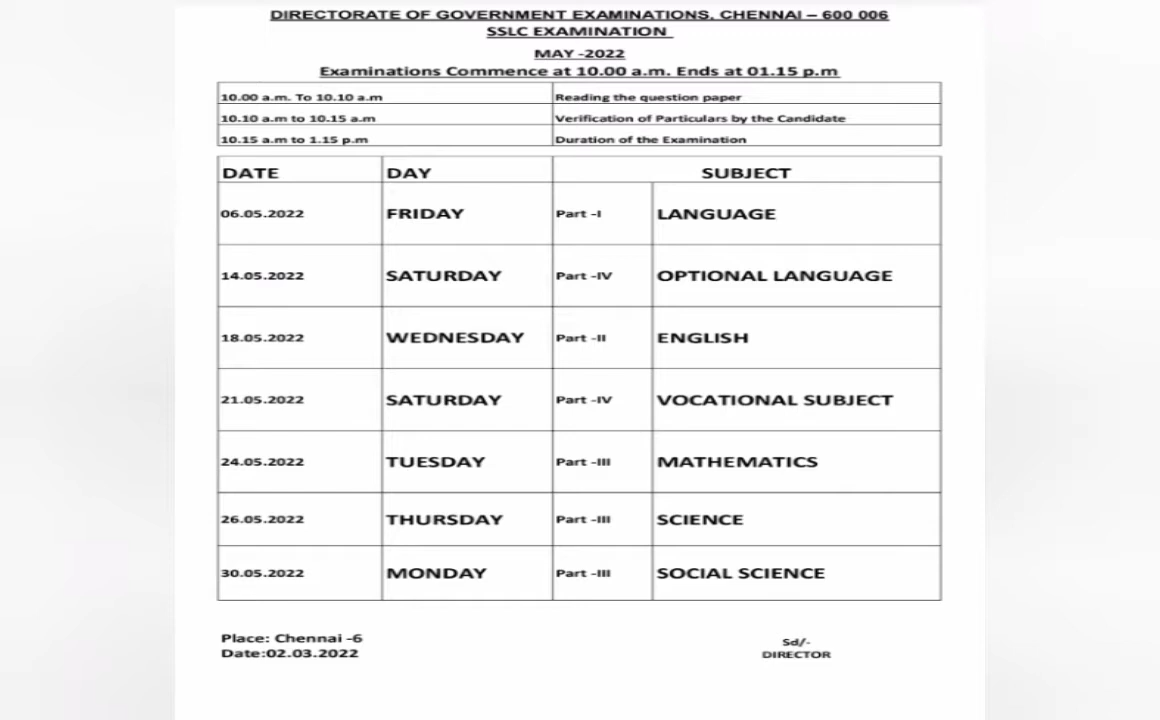 DIRECTORATE OF GOVERNMENT EXAMINATIONS, CHENNAI – 600 006
SSLC EXAMINATION
MAY -2022
Examinations Commence at 10.00 a.m. Ends at 01.15 p.m
10.00 a.m. To 10.10 a.m Reading the question paper
10.10 a.m to 10.15 a.m Verification of Particulars by the Candidate
10.15 a.m to 1.15 p.m Duration of the Examination
DATE DAY SUBJECT
06.05.2022 FRIDAY Part -I LANGUAGE
14.05.2022 SATURDAY Part -IV OPTIONAL LANGUAGE
18.05.2022 WEDNESDAY Part -II ENGLISH
21.05.2022 SATURDAY Part -IV VOCATIONAL SUBJECT
24.05.2022 TUESDAY Part -III MATHEMATICS
26.05.2022 THURSDAY Part -III SCIENCE
30.05.2022 MONDAY Part -III SOCIAL SCIENCE
Place: Chennai -6
Date:02.03.2022
Sd/-
DIRECTOR